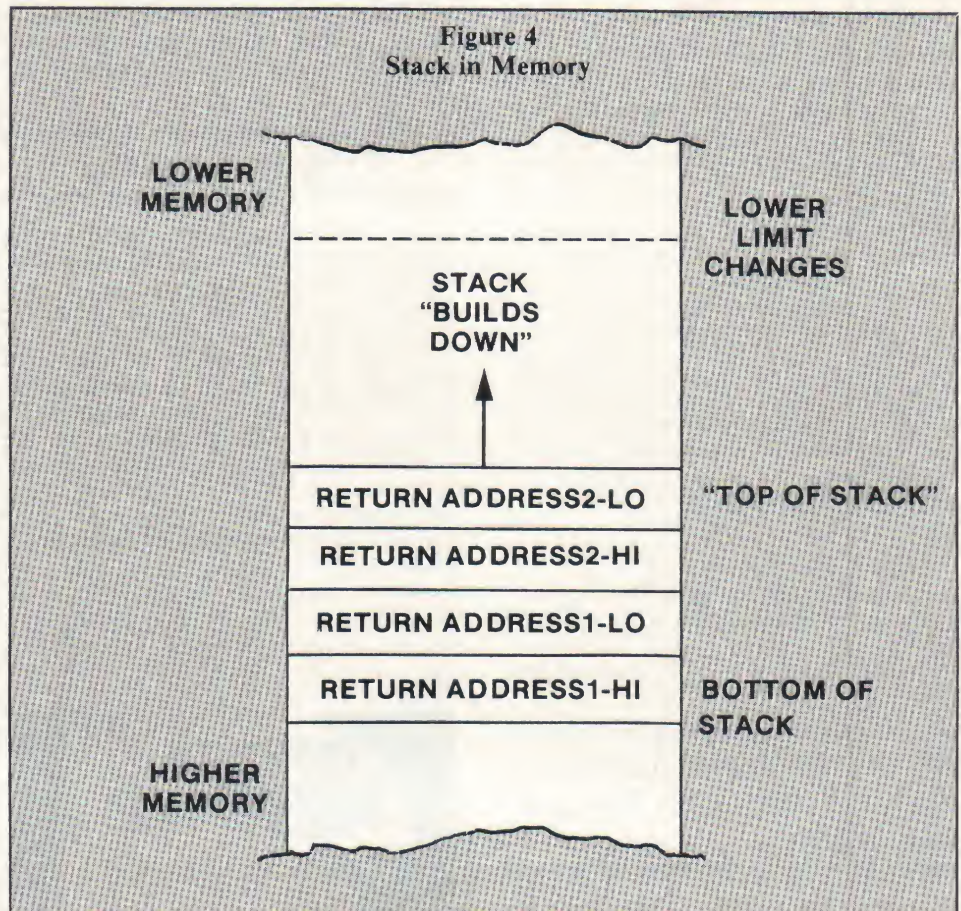 Figure 4
Stack in Memory
LOWER
MEMORY
LOWER
LIMIT
CHANGES
STACK
“BUILDS
DOWN”
RETURN ADDRESS2-LO
“TOP OF STACK”
RETURN ADDRESS2-HI
RETURN ADDRESS1-LO
RETURN ADDRESS1-HI
BOTTOM OF
STACK
HIGHER
MEMORY